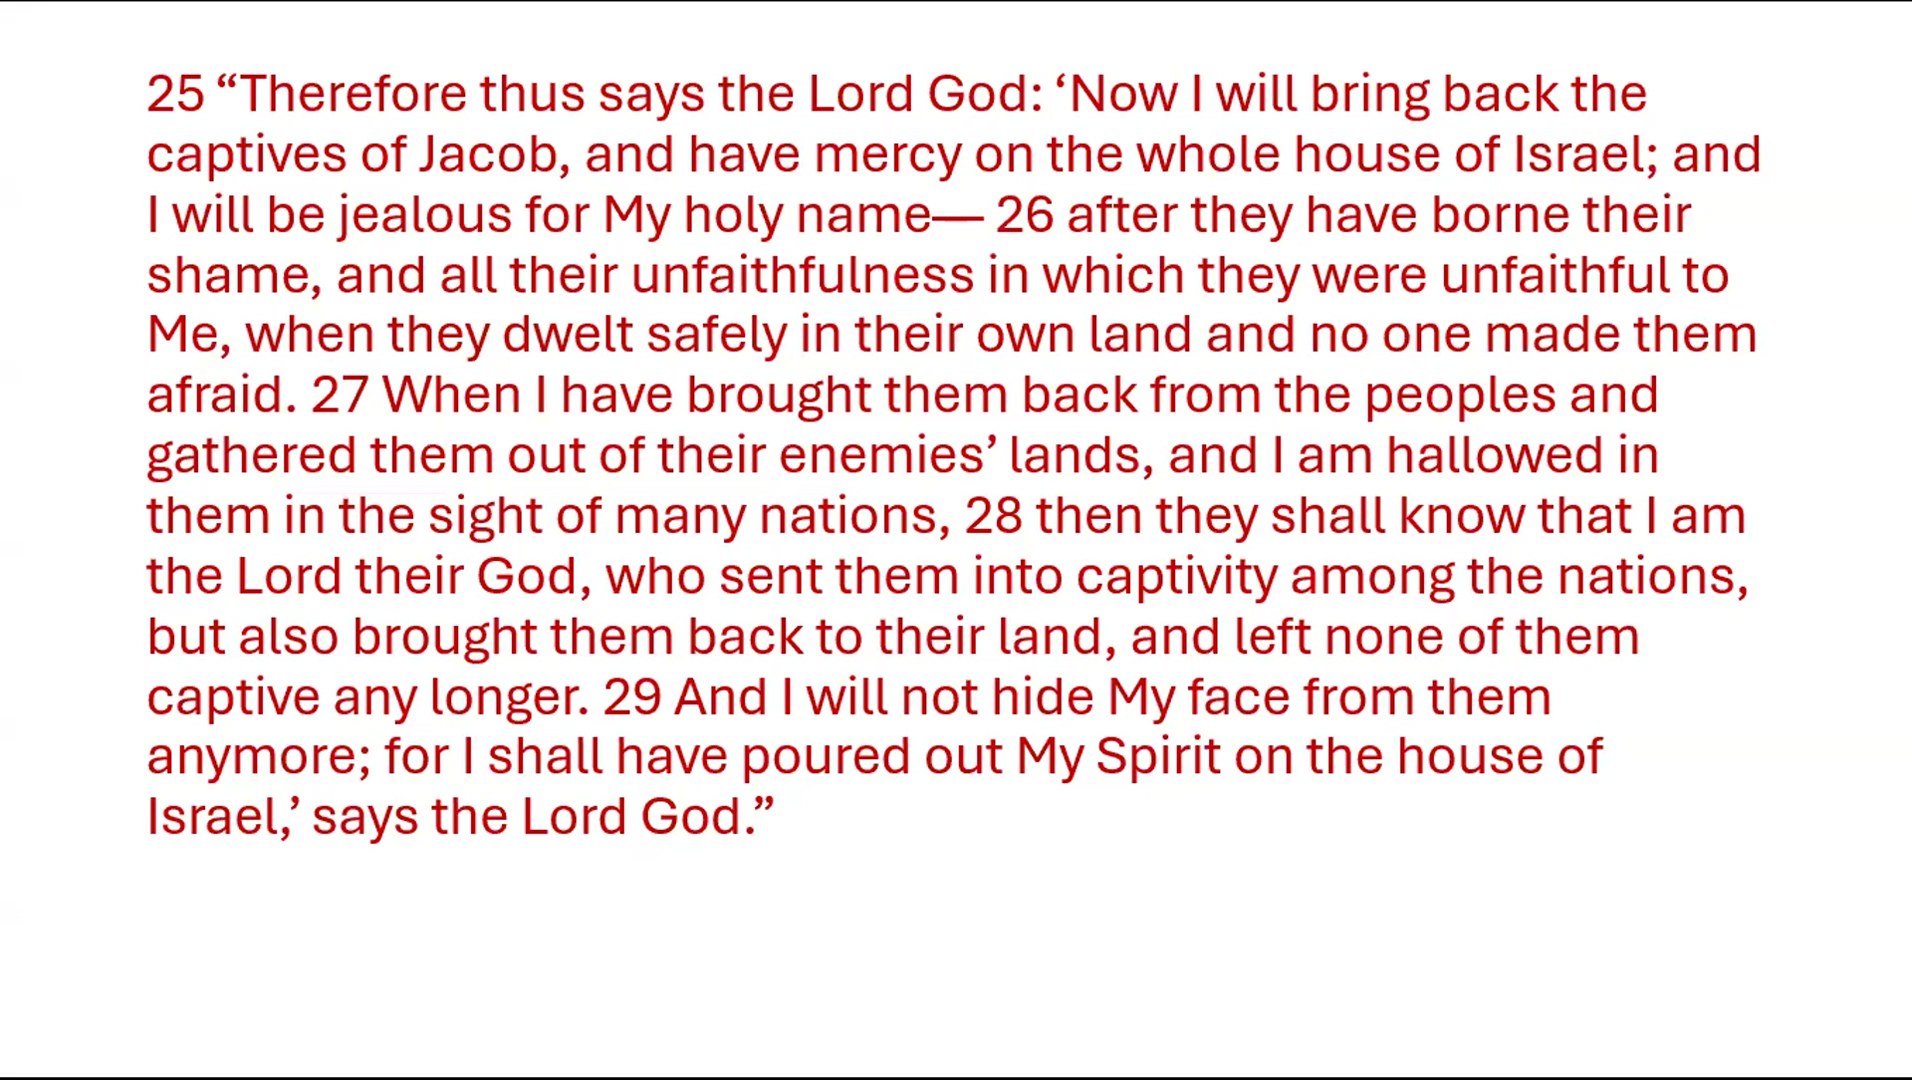 25 “Therefore thus says the Lord God: ‘Now I will bring back the
captives of Jacob, and have mercy on the whole house of Israel; and
I will be jealous for My holy name— 26 after they have borne their
shame, and all their unfaithfulness in which they were unfaithful to
Me, when they dwelt safely in their own land and no one made them
afraid. 27 When I have brought them back from the peoples and
gathered them out of their enemies’ lands, and I am hallowed in
them in the sight of many nations, 28 then they shall know that I am
the Lord their God, who sent them into captivity among the nations,
but also brought them back to their land, and left none of them
captive any longer. 29 And I will not hide My face from them
anymore; for I shall have poured out My Spirit on the house of
Israel,’ says the Lord God.”